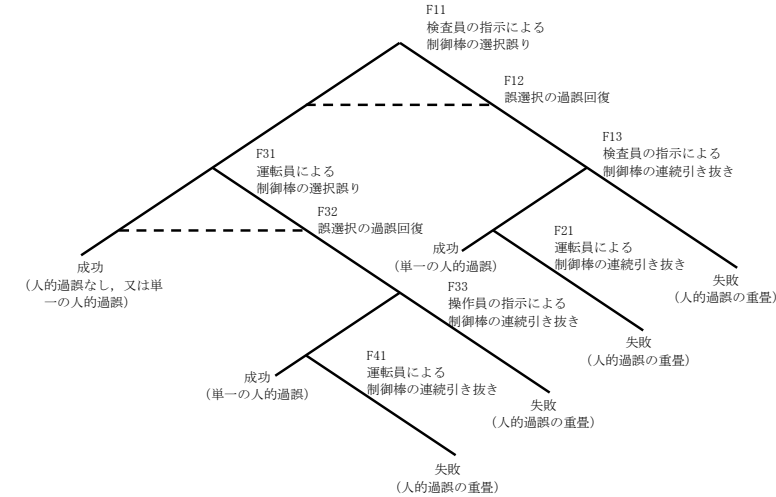 F11
検査員の指示による
制御棒の選択誤り
F12
誤選択の過誤回復
F13
検査員の指示による
制御棒の連続引き抜き
F31
運転員による
制御棒の選択誤り
F32
誤選択の過誤回復
F21
運転員による
制御棒の連続引き抜き
成功
(単一の人的過誤)
成功
(人的過誤なし，又は単
一の人的過誤)
失敗
(人的過誤の重畳)
F33
操作員の指示による
制御棒の連続引き抜き
失敗
(人的過誤の重畳)
F41
運転員による
制御棒の連続引き抜き
成功
(単一の人的過誤)
失敗
(人的過誤の重畳)
失敗
(人的過誤の重畳)